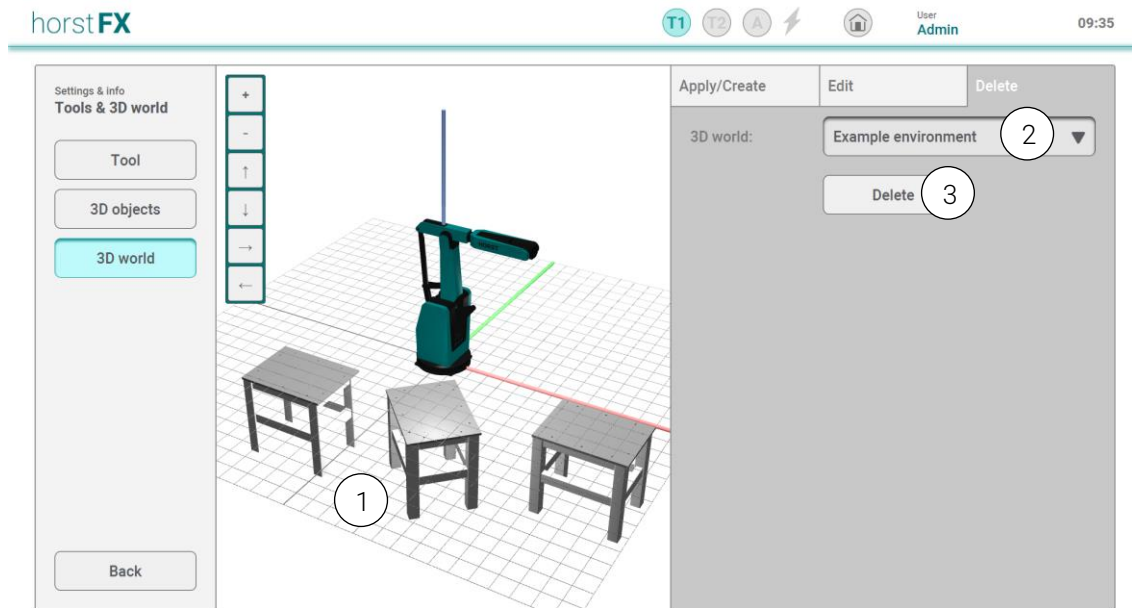 horstFX
T1 T2 A
User
Admin
09:35
Settings & info
Tools & 3D world
Tool
3D objects
3D world
Back
+
-
↑
↓
→
←
HORST
1
Apply/Create Edit Delete
3D world: Example environment 2
Delete 3